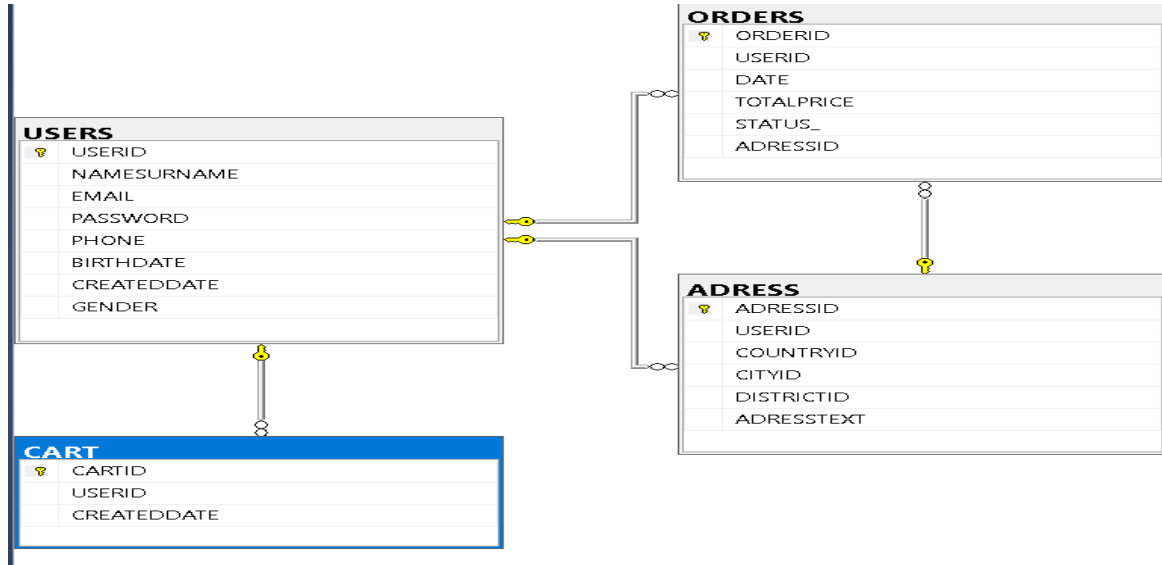 ORDERS
ORDERID
USERID
DATE
TOTALPRICE
STATUS_
ADRESSID
USERS
USERID
NAMESURNAME
EMAIL
PASSWORD
PHONE
BIRTHDATE
CREATEDDATE
GENDER
ADRESS
ADRESSID
USERID
COUNTRYID
CITYID
DISTRICTID
ADRESSTEXT
CART
CARTID
USERID
CREATEDDATE